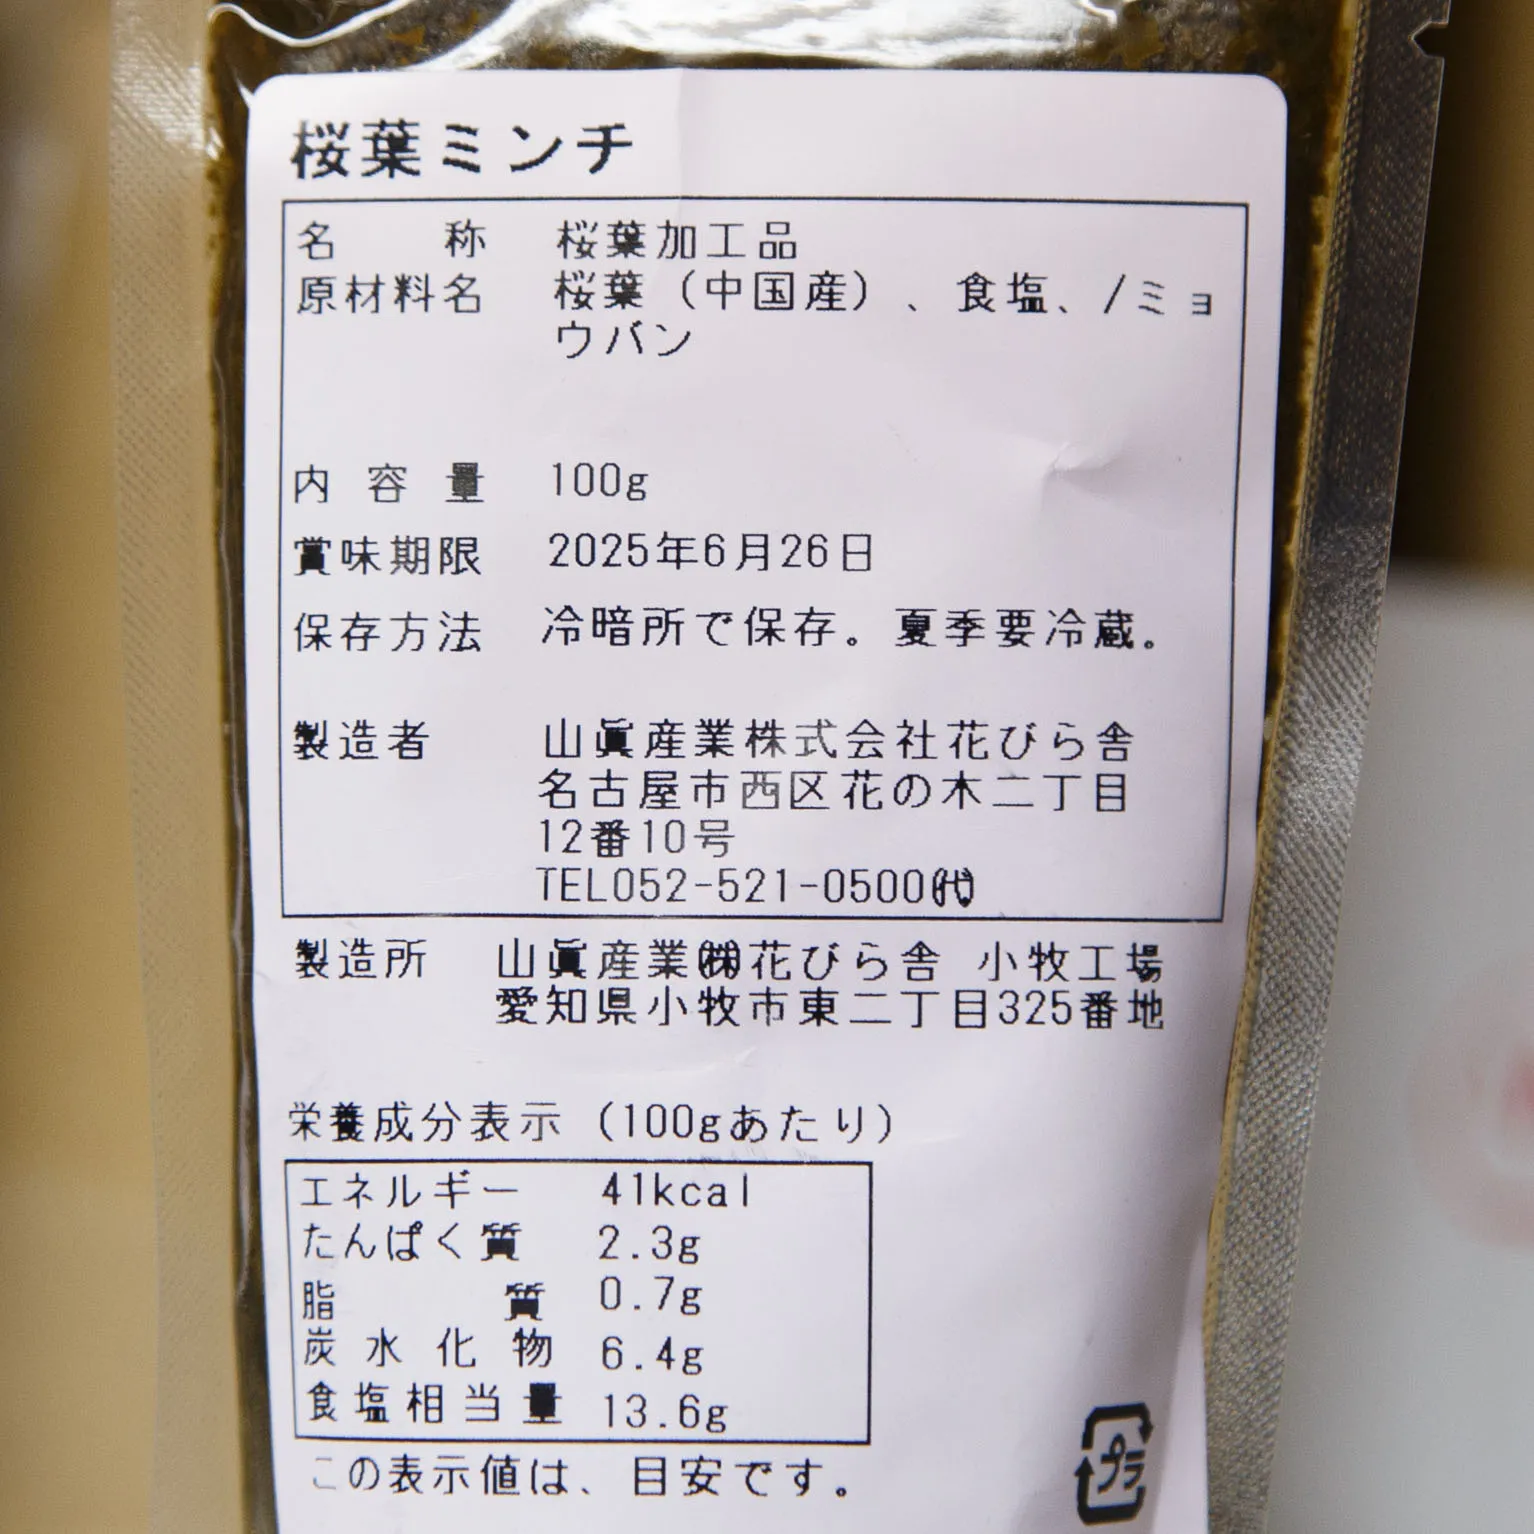 桜葉ミンチ
名 称 桜葉加工品
原材料名 桜葉（中国産）、食塩、/ミョ
ウバン
内容量 100g
賞味期限 2025年6月26日
保存方法 冷暗所で保存。夏季要冷蔵。
製造者 山眞産業株式会社花びら舎
名古屋市西区花の木二丁目
12番10号
TEL052-521-0500㈹
製造所 山眞産業㈱花びら舎 小牧工場
愛知県小牧市東二丁目325番地
栄養成分表示（100gあたり）
エネルギー 41kcal
たんぱく質 2.3g
脂質 0.7g
炭水化物 6.4g
食塩相当量 13.6g
この表示値は、目安です。
プラ